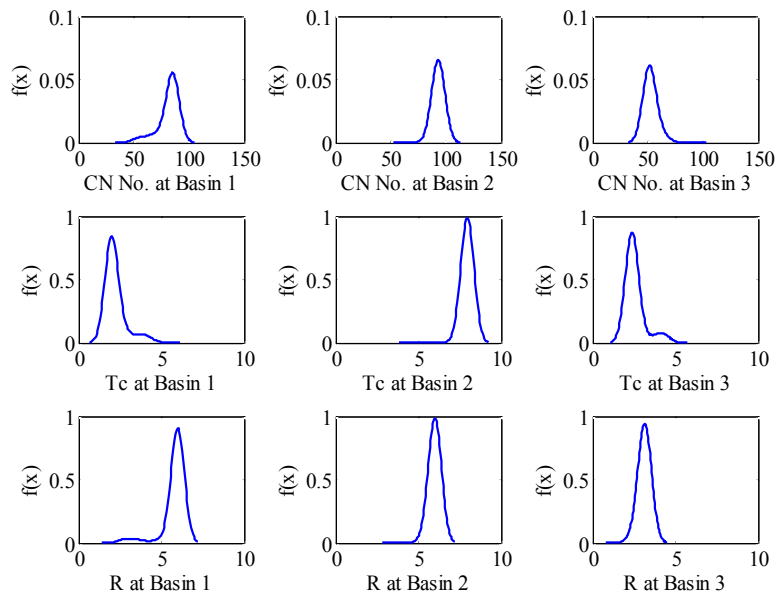 0.1
0.05
0
f(x)
0 50 100 150
CN No. at Basin 1
0.1
0.05
0
f(x)
0 50 100 150
CN No. at Basin 2
0.1
0.05
0
f(x)
0 50 100 150
CN No. at Basin 3
1
0.5
0
f(x)
0 5 10
Tc at Basin 1
1
0.5
0
f(x)
0 5 10
Tc at Basin 2
1
0.5
0
f(x)
0 5 10
Tc at Basin 3
1
0.5
0
f(x)
0 5 10
R at Basin 1
1
0.5
0
f(x)
0 5 10
R at Basin 2
1
0.5
0
f(x)
0 5 10
R at Basin 3